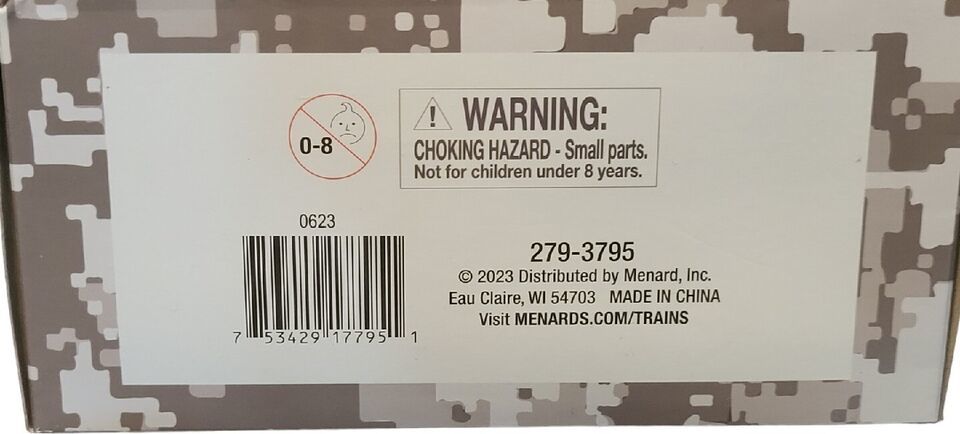 0-8
WARNING:
CHOKING HAZARD - Small parts.
Not for children under 8 years.
0623
7 53429 17795 1
279-3795
© 2023 Distributed by Menard, Inc.
Eau Claire, WI 54703 MADE IN CHINA
Visit MENARDS.COM/TRAINS